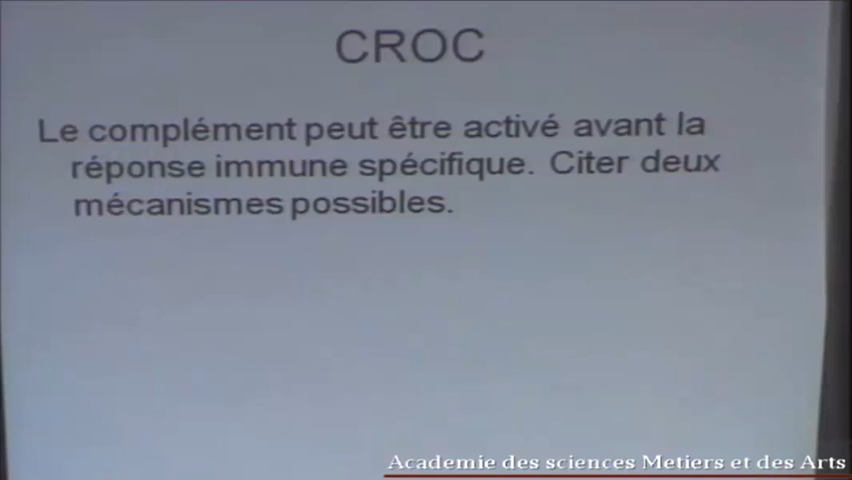 CROC
Le complément peut être activé avant la
réponse immune spécifique. Citer deux
mécanismes possibles.
Academie des sciences Metiers et des Arts